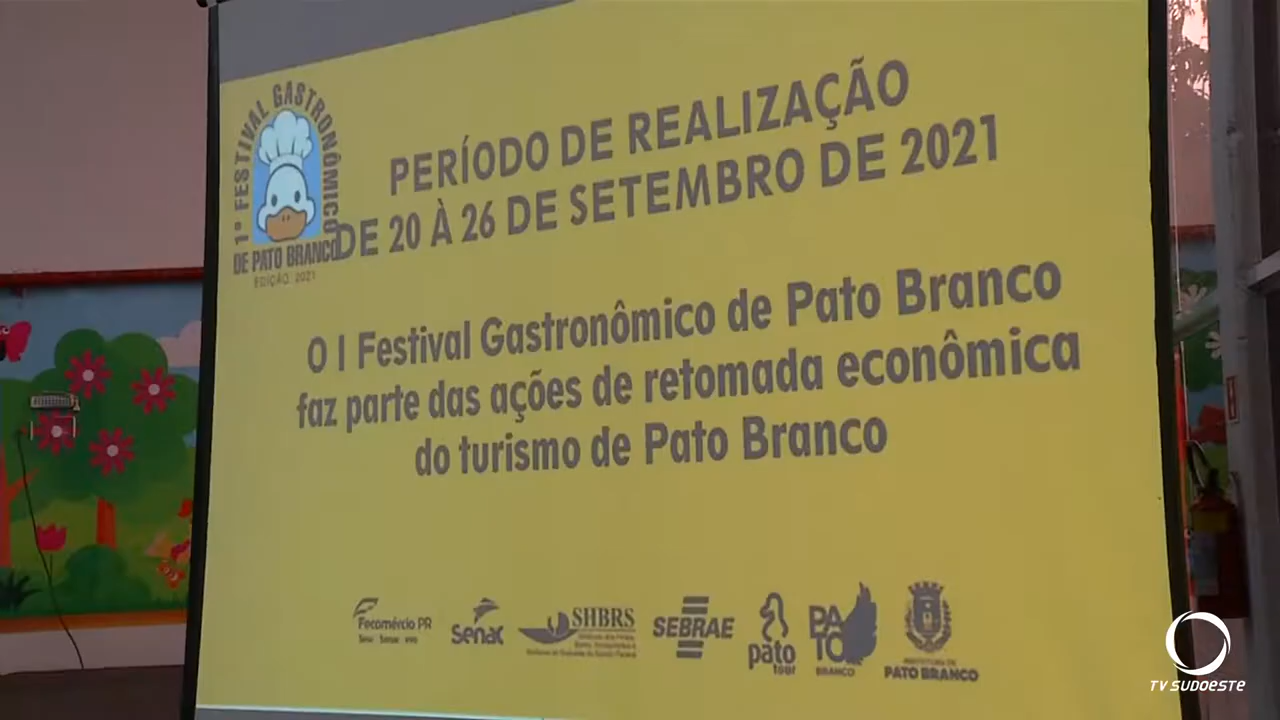 1º FESTIVAL GASTRONÔMICO
DE PATO BRANCO
EDIÇÃO 2021
PERÍODO DE REALIZAÇÃO
DE 20 À 26 DE SETEMBRO DE 2021
O I Festival Gastronômico de Pato Branco
faz parte das ações de retomada econômica
do turismo de Pato Branco
Fecomércio PR
Senac
SHBRS
SEBRAE
pato
tour
PATO
BRANCO
PREFEITURA DE
PATO BRANCO
TV SUDOESTE